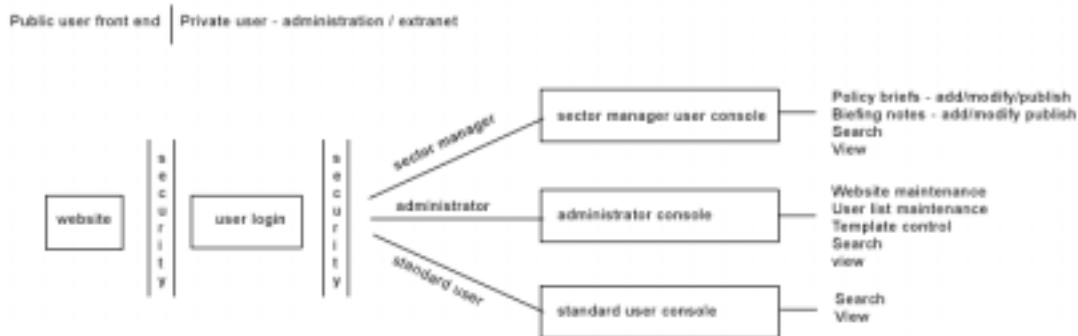 Public user front end
Private user - administration / extranet
website
security
user login
security
sector manager
administrator
standard user
sector manager user console
Policy briefs - add/modify/publish
Biefing notes - add/modify publish
Search
View
administrator console
Website maintenance
User list maintenance
Template control
Search
view
standard user console
Search
View